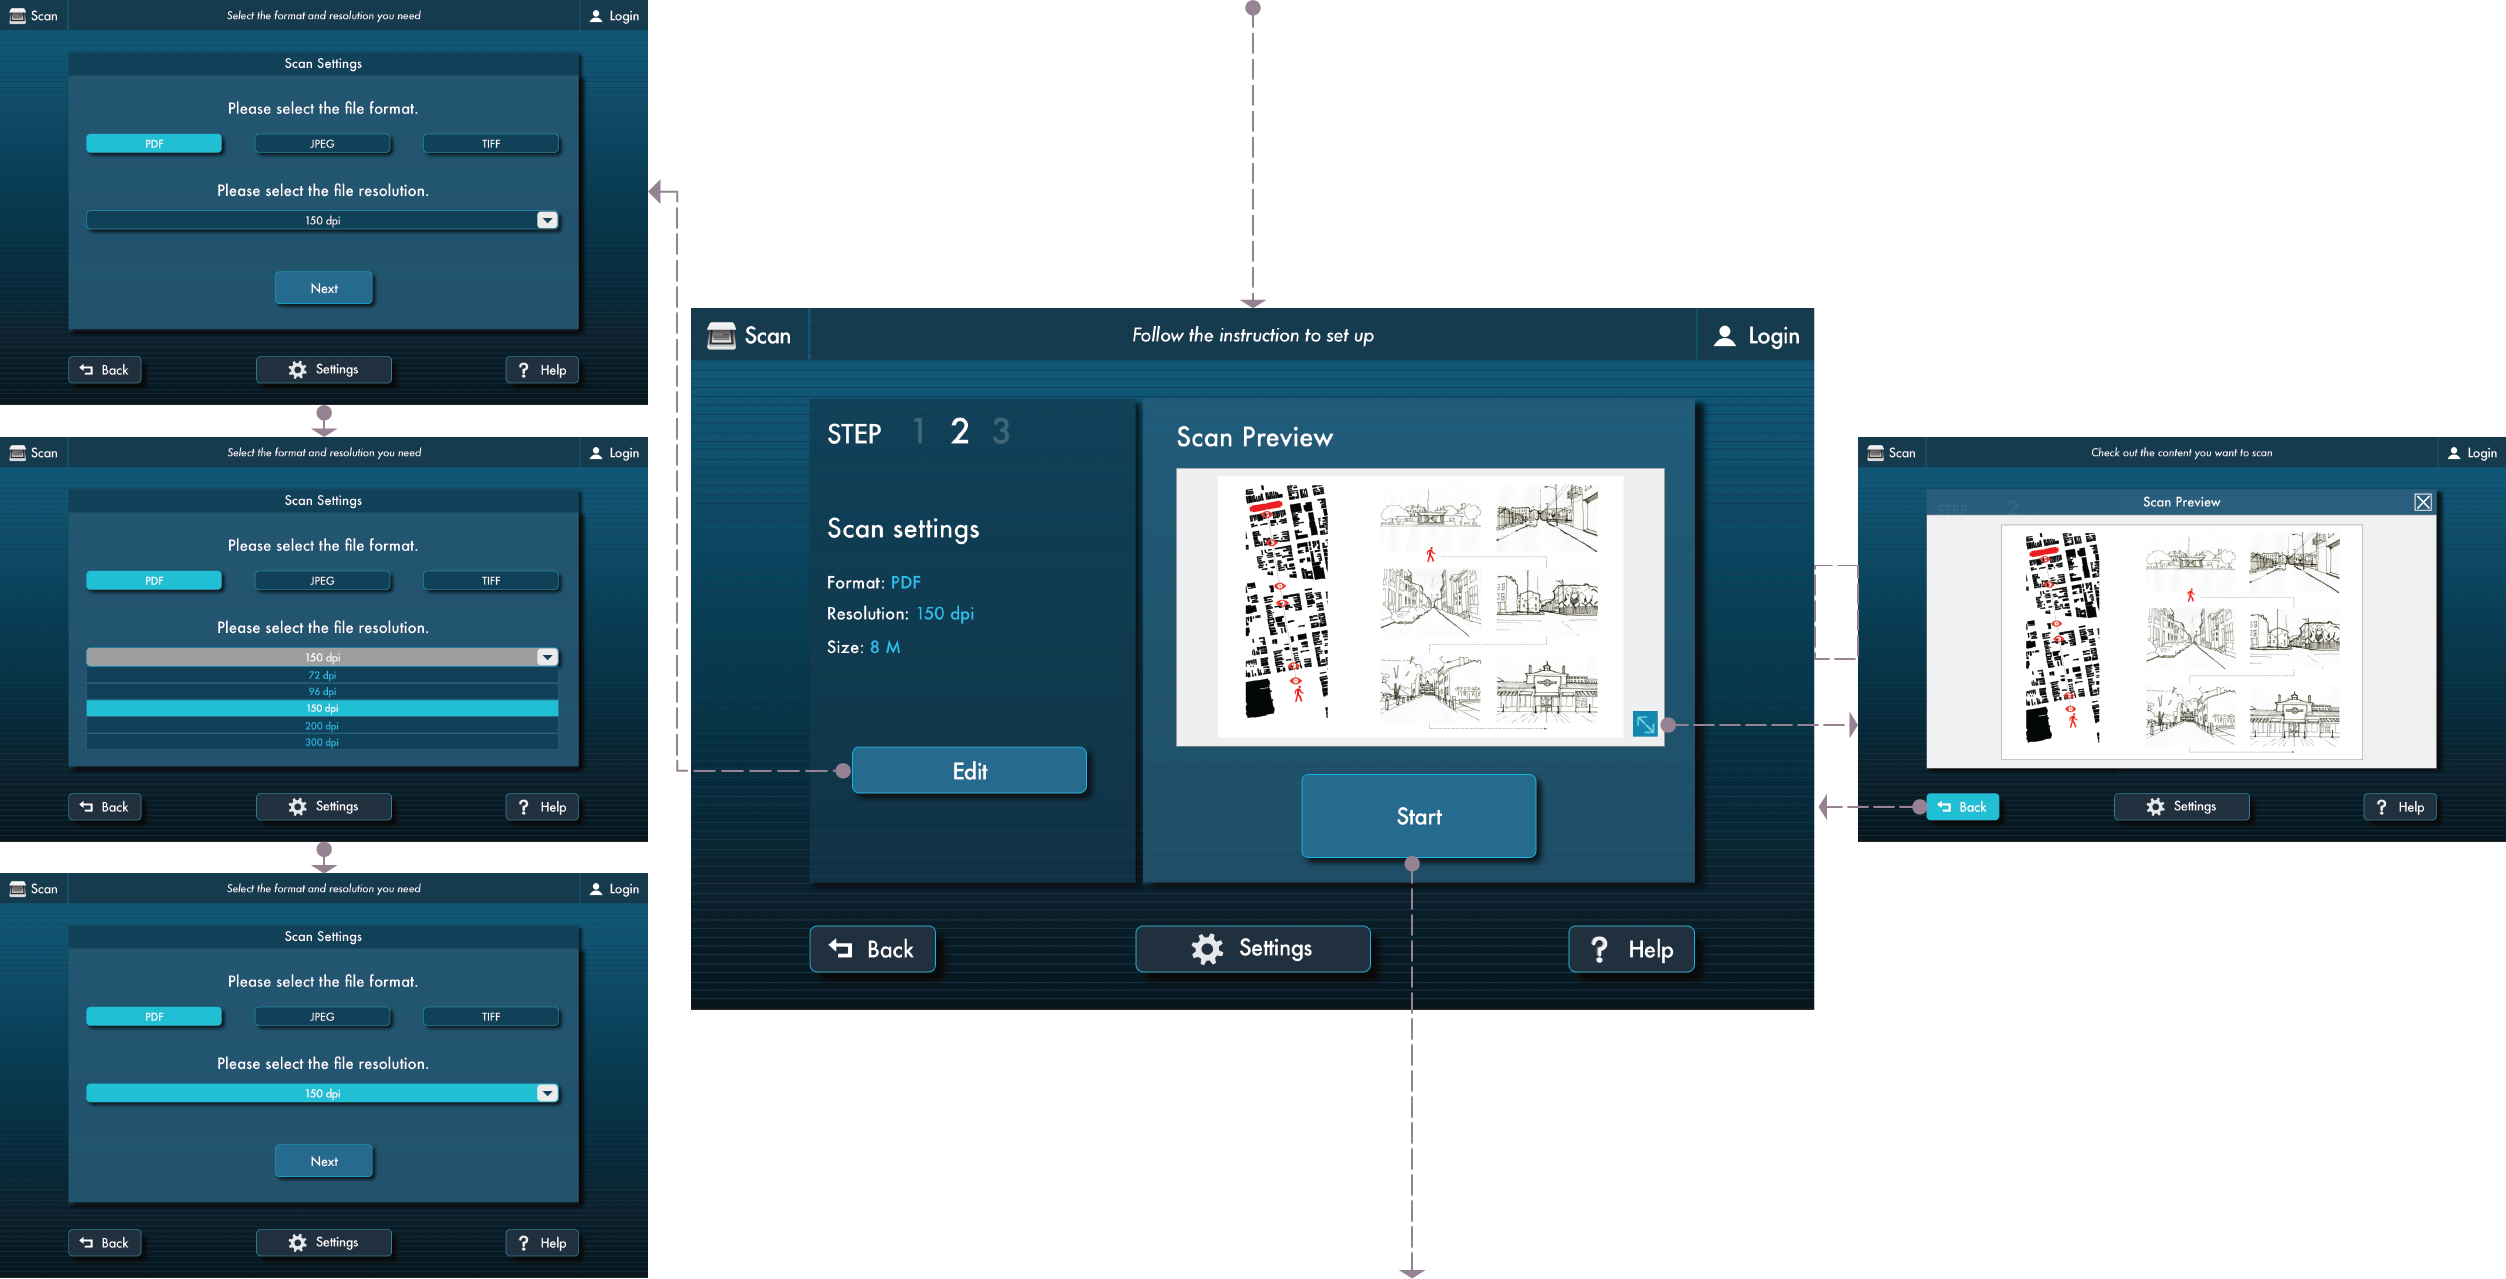 Scan
Select the format and resolution you need
Login
Scan Settings
Please select the file format.
PDF
JPEG
TIFF
Please select the file resolution.
150 dpi
Next
Back
Settings
Help
Scan
Select the format and resolution you need
Login
Scan Settings
Please select the file format.
PDF
JPEG
TIFF
Please select the file resolution.
150 dpi
72 dpi
96 dpi
150 dpi
200 dpi
300 dpi
Back
Settings
Help
Scan
Select the format and resolution you need
Login
Scan Settings
Please select the file format.
PDF
JPEG
TIFF
Please select the file resolution.
150 dpi
Next
Back
Settings
Help
Scan
Follow the instruction to set up
Login
STEP 1 2 3
Scan settings
Format: PDF
Resolution: 150 dpi
Size: 8 M
Edit
Scan Preview
Start
Back
Settings
Help
Scan
Check out the content you want to scan
Login
STEP 2
Scan Preview
Back
Settings
Help